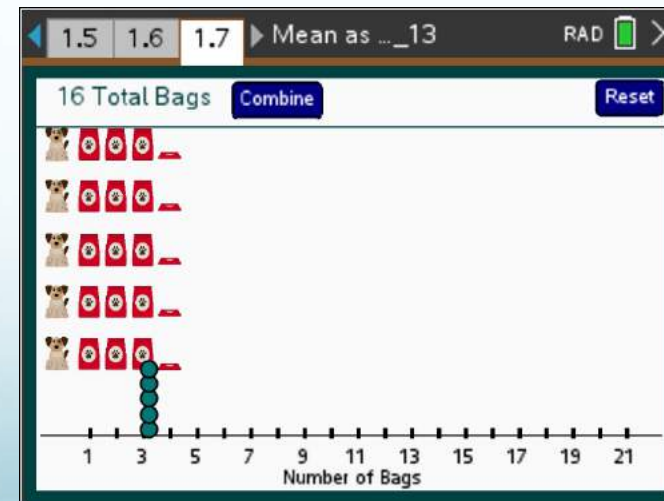 1.5 1.6 1.7 Mean as ..._13 RAD
16 Total Bags Combine Reset
1 3 5 7 9 11 13 15 17 19 21
Number of Bags